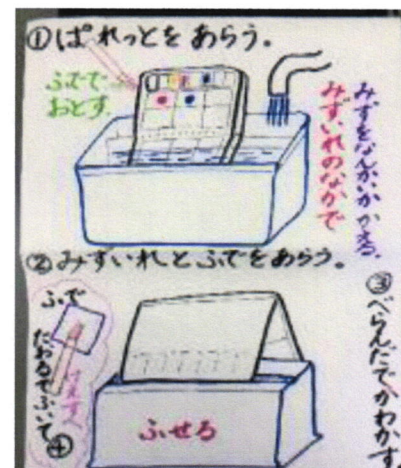 ①ぱれっとを あらう。
ふでで
おとす。
みずをなんかいかかえる。
みずいれのなかで
②みずいれとふでをあらう。
③べらんだでかわかす。
ふせる
ふで
たおるでふいて
④